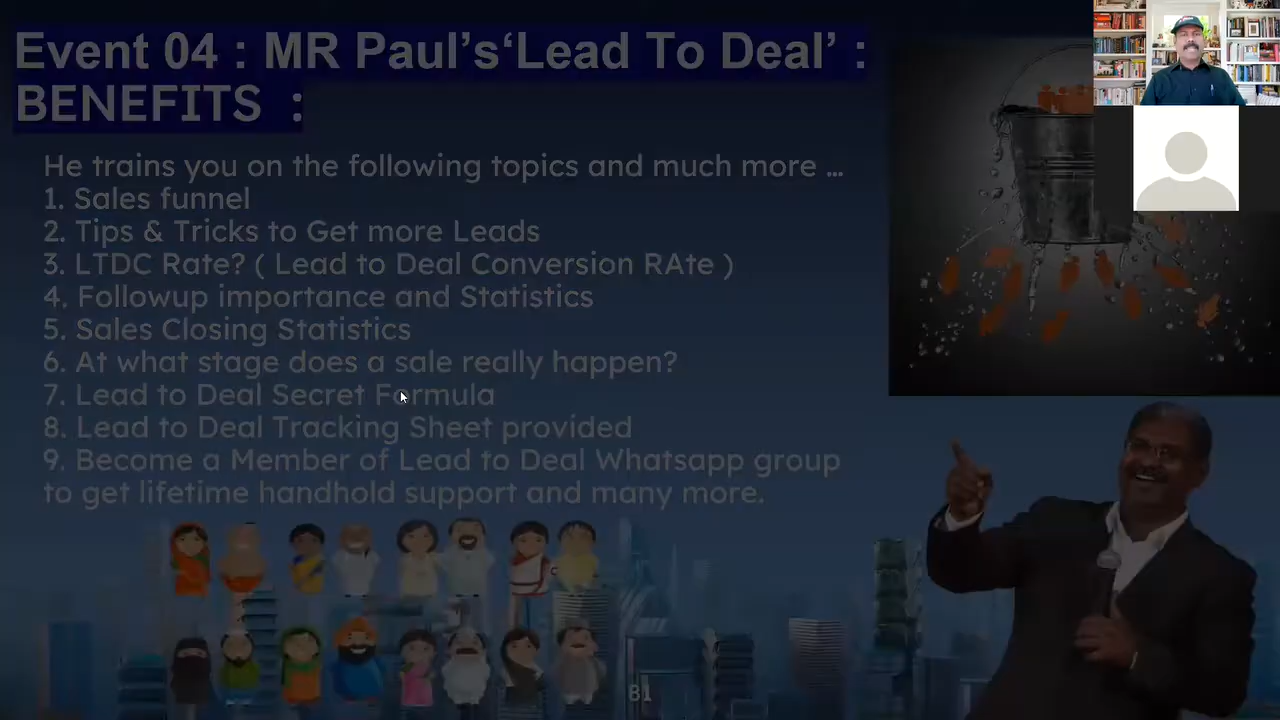 Event 04 : MR Paul’s‘Lead To Deal’ :
BENEFITS :
He trains you on the following topics and much more ...
1. Sales funnel
2. Tips & Tricks to Get more Leads
3. LTDC Rate? ( Lead to Deal Conversion RAte )
4. Followup importance and Statistics
5. Sales Closing Statistics
6. At what stage does a sale really happen?
7. Lead to Deal Secret Formula
8. Lead to Deal Tracking Sheet provided
9. Become a Member of Lead to Deal Whatsapp group
to get lifetime handhold support and many more.
81